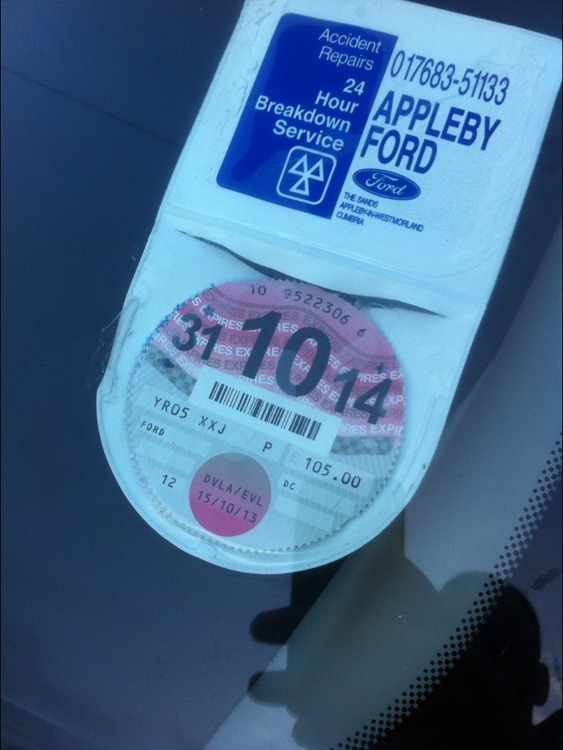 Accident
Repairs
24
Hour
Breakdown
Service
017683-51133
APPLEBY
FORD
Ford
THE SANDS
APPLEBY-IN-WESTMORLAND
CUMBRIA
10 9522306 6
31 10 14
YR05 XXJ P £ 105.00
FORD
12 DC
DVLA/EVL
15/10/13